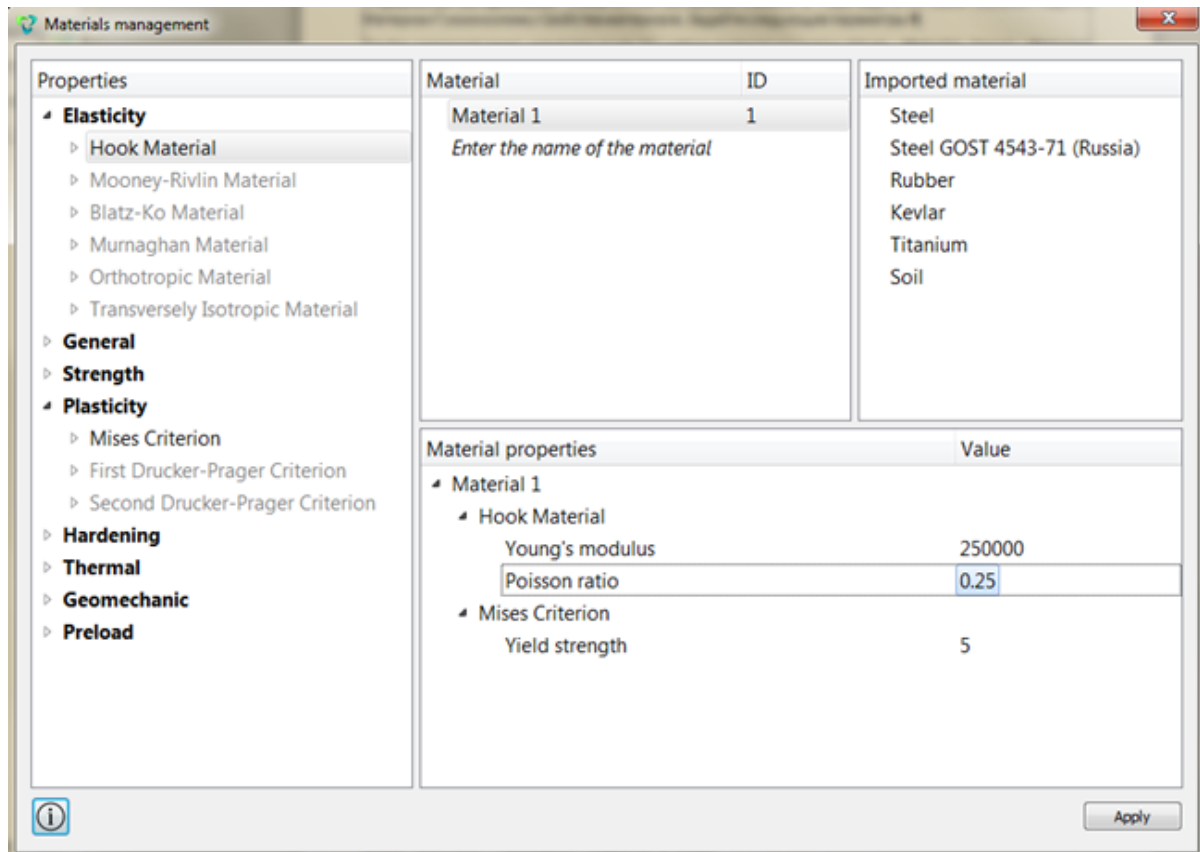 Materials management
Properties
Elasticity
Hook Material
Mooney-Rivlin Material
Blatz-Ko Material
Murnaghan Material
Orthotropic Material
Transversely Isotropic Material
General
Strength
Plasticity
Mises Criterion
First Drucker-Prager Criterion
Second Drucker-Prager Criterion
Hardening
Thermal
Geomechanic
Preload
Material ID
Material 1 1
Enter the name of the material
Imported material
Steel
Steel GOST 4543-71 (Russia)
Rubber
Kevlar
Titanium
Soil
Material properties Value
Material 1
Hook Material
Young's modulus 250000
Poisson ratio 0.25
Mises Criterion
Yield strength 5
Apply